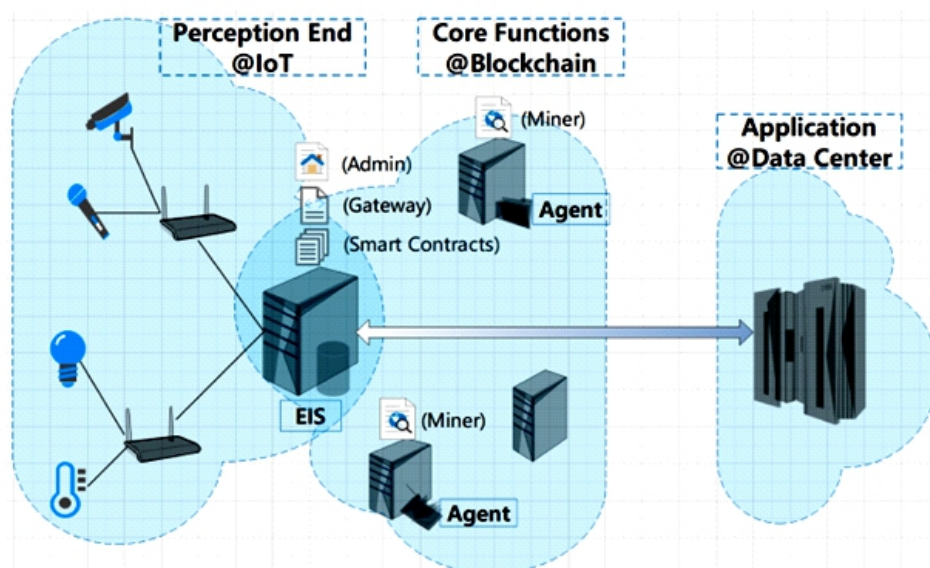 Perception End
@IoT
Core Functions
@Blockchain
Application
@Data Center
(Miner)
(Admin)
(Gateway)
Agent
(Smart Contracts)
EIS
(Miner)
Agent